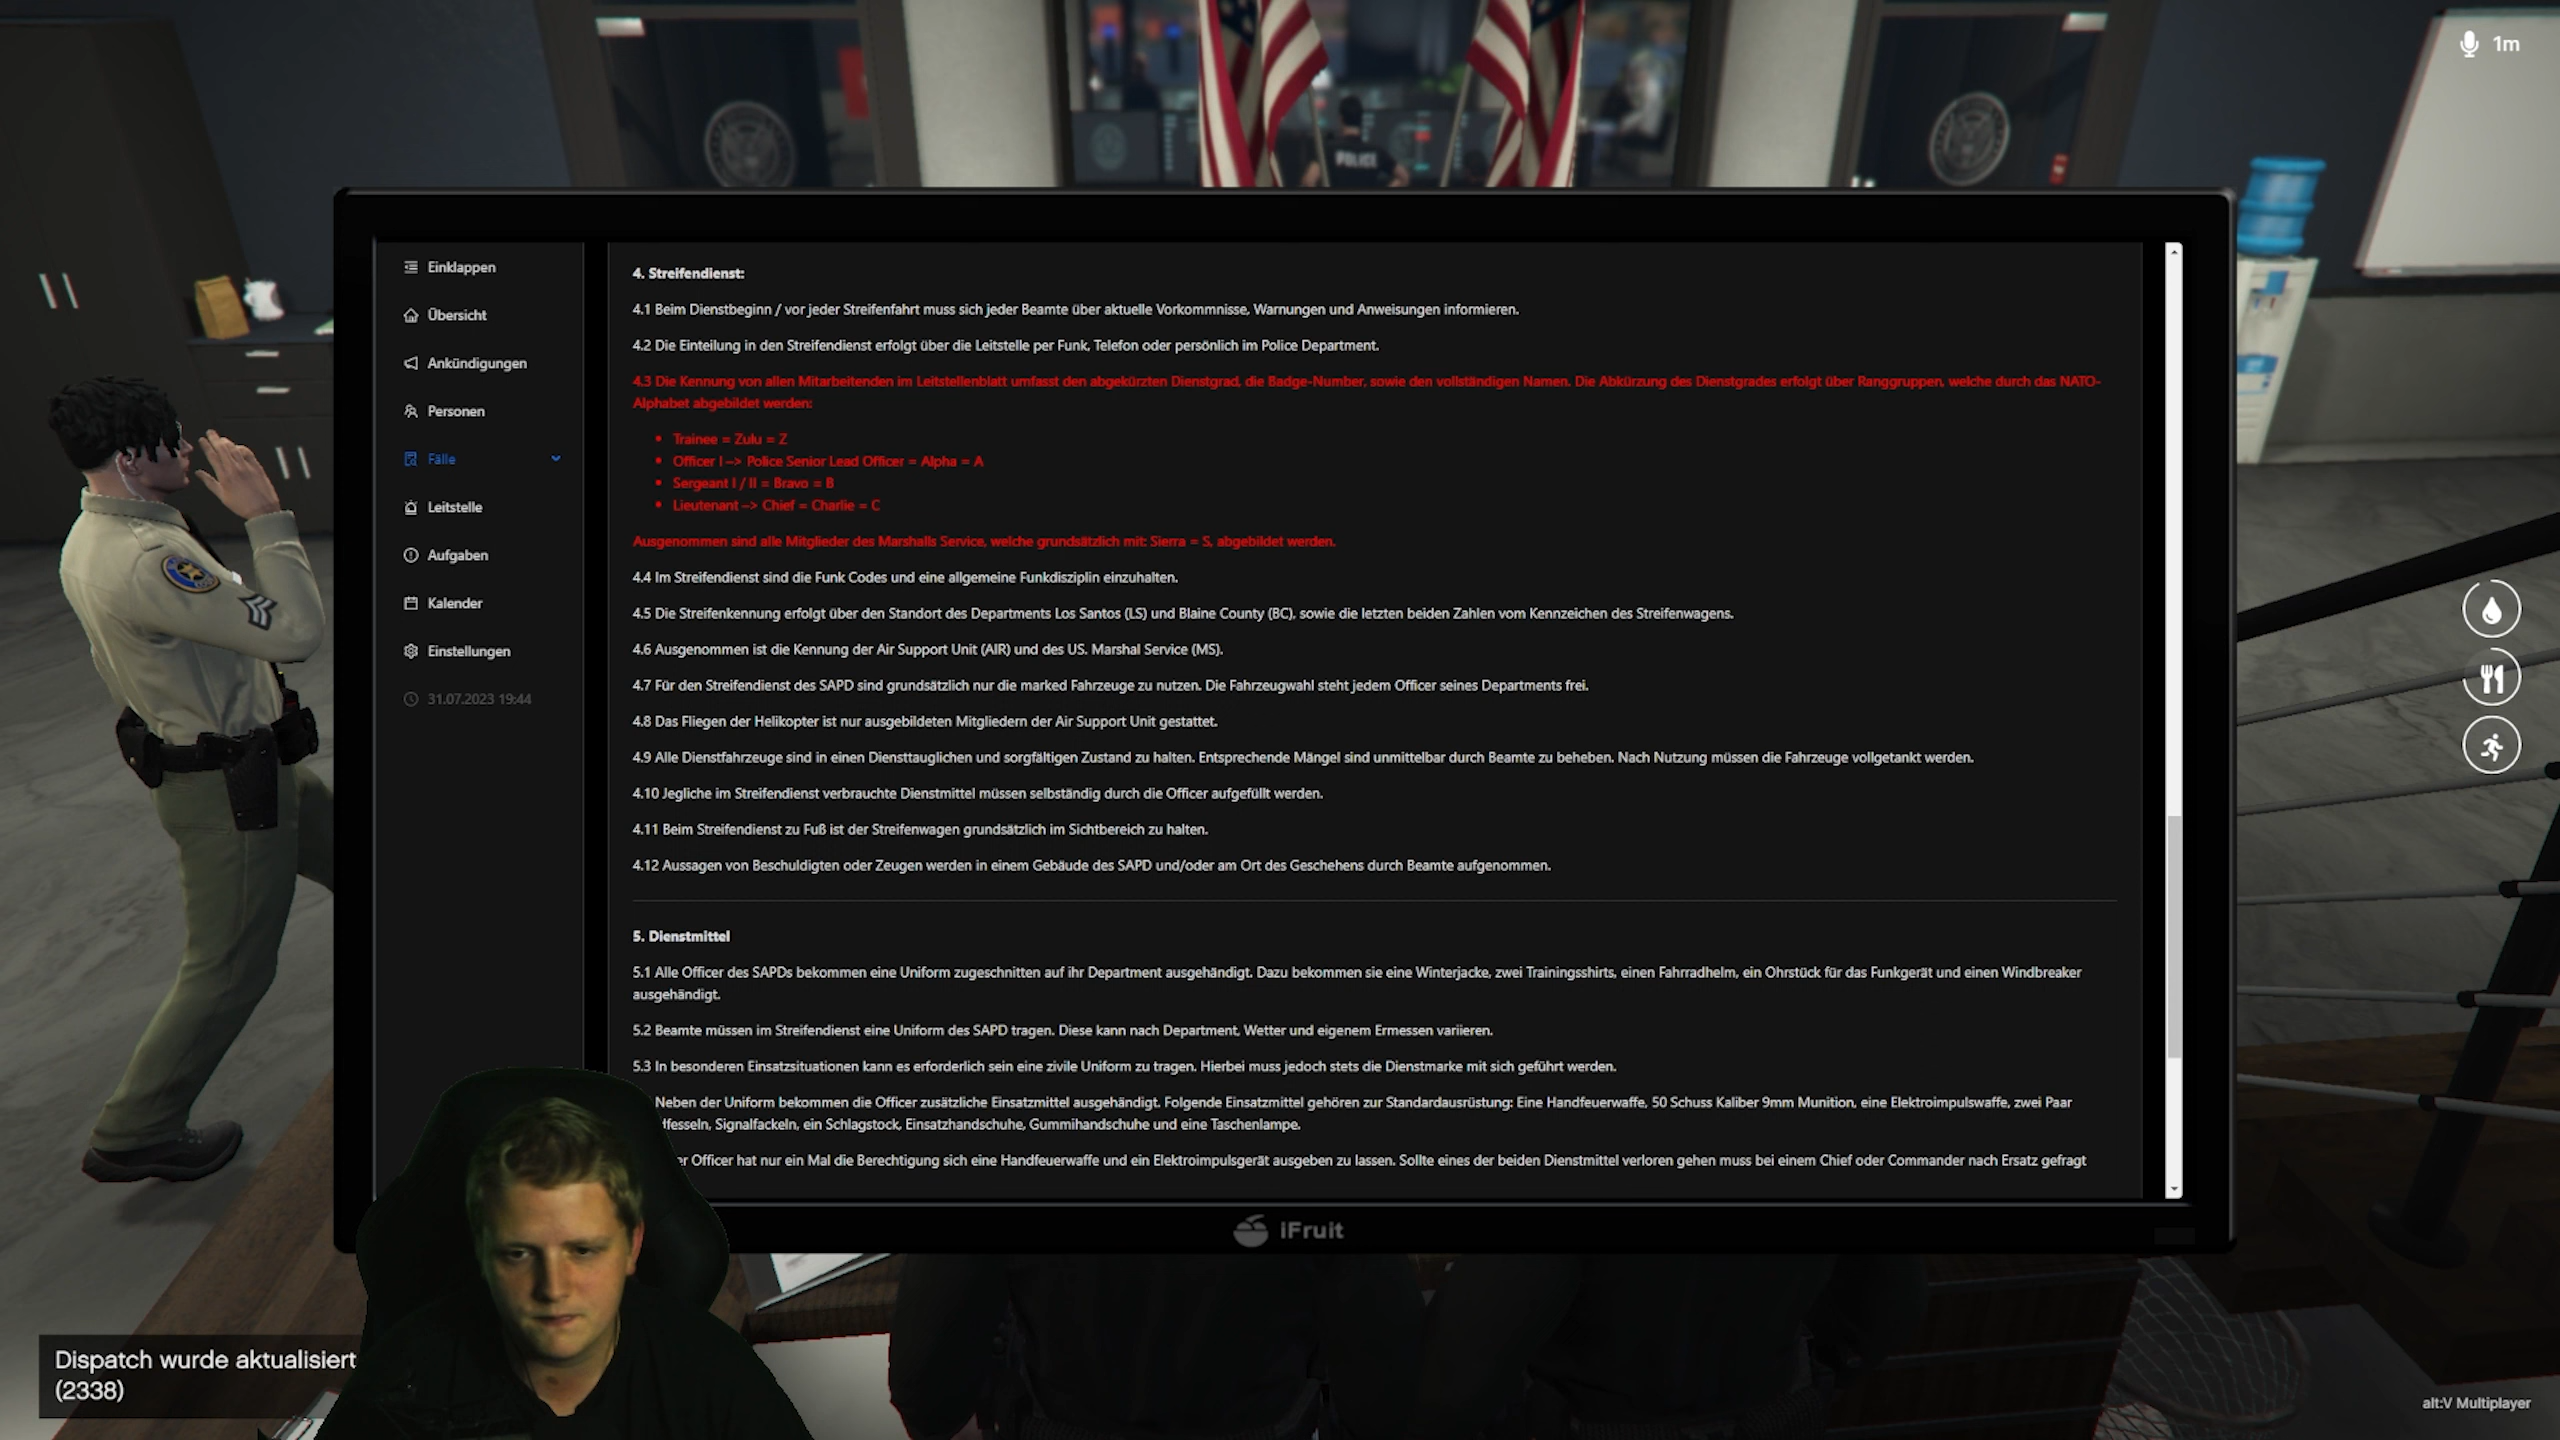 1m
POLICE
Einklappen
Übersicht
Ankündigungen
Personen
Fälle
Leitstelle
Aufgaben
Kalender
Einstellungen
31.07.2023 19:44
4. Streifendienst:
4.1 Beim Dienstbeginn / vor jeder Streifenfahrt muss sich jeder Beamte über aktuelle Vorkommnisse, Warnungen und Anweisungen informieren.
4.2 Die Einteilung in den Streifendienst erfolgt über die Leitstelle per Funk, Telefon oder persönlich im Police Department.
4.3 Die Kennung von allen Mitarbeitenden im Leitstellenblatt umfasst den abgekürzten Dienstgrad, die Badge-Number, sowie den vollständigen Namen. Die Abkürzung des Dienstgrades erfolgt über Ranggruppen, welche durch das NATO-
Alphabet abgebildet werden:
• Trainee = Zulu = Z
• Officer I –> Police Senior Lead Officer = Alpha = A
• Sergeant I / II = Bravo = B
• Lieutenant –> Chief = Charlie = C
Ausgenommen sind alle Mitglieder des Marshalls Service, welche grundsätzlich mit: Sierra = S, abgebildet werden.
4.4 Im Streifendienst sind die Funk Codes und eine allgemeine Funkdisziplin einzuhalten.
4.5 Die Streifenkennung erfolgt über den Standort des Departments Los Santos (LS) und Blaine County (BC), sowie die letzten beiden Zahlen vom Kennzeichen des Streifenwagens.
4.6 Ausgenommen ist die Kennung der Air Support Unit (AIR) und des US. Marshal Service (MS).
4.7 Für den Streifendienst des SAPD sind grundsätzlich nur die marked Fahrzeuge zu nutzen. Die Fahrzeugwahl steht jedem Officer seines Departments frei.
4.8 Das Fliegen der Helikopter ist nur ausgebildeten Mitgliedern der Air Support Unit gestattet.
4.9 Alle Dienstfahrzeuge sind in einen Diensttauglichen und sorgfältigen Zustand zu halten. Entsprechende Mängel sind unmittelbar durch Beamte zu beheben. Nach Nutzung müssen die Fahrzeuge vollgetankt werden.
4.10 Jegliche im Streifendienst verbrauchte Dienstmittel müssen selbständig durch die Officer aufgefüllt werden.
4.11 Beim Streifendienst zu Fuß ist der Streifenwagen grundsätzlich im Sichtbereich zu halten.
4.12 Aussagen von Beschuldigten oder Zeugen werden in einem Gebäude des SAPD und/oder am Ort des Geschehens durch Beamte aufgenommen.
5. Dienstmittel
5.1 Alle Officer des SAPDs bekommen eine Uniform zugeschnitten auf ihr Department ausgehändigt. Dazu bekommen sie eine Winterjacke, zwei Trainingsshirts, einen Fahrradhelm, ein Ohrstück für das Funkgerät und einen Windbreaker
ausgehändigt.
5.2 Beamte müssen im Streifendienst eine Uniform des SAPD tragen. Diese kann nach Department, Wetter und eigenem Ermessen variieren.
5.3 In besonderen Einsatzsituationen kann es erforderlich sein eine zivile Uniform zu tragen. Hierbei muss jedoch stets die Dienstmarke mit sich geführt werden.
Neben der Uniform bekommen die Officer zusätzliche Einsatzmittel ausgehändigt. Folgende Einsatzmittel gehören zur Standardausrüstung: Eine Handfeuerwaffe, 50 Schuss Kaliber 9mm Munition, eine Elektroimpulswaffe, zwei Paar
fesseln, Signalfackeln, ein Schlagstock, Einsatzhandschuhe, Gummihandschuhe und eine Taschenlampe.
er Officer hat nur ein Mal die Berechtigung sich eine Handfeuerwaffe und ein Elektroimpulsgerät ausgeben zu lassen. Sollte eines der beiden Dienstmittel verloren gehen muss bei einem Chief oder Commander nach Ersatz gefragt
iFruit
Dispatch wurde aktualisiert
(2338)
alt:V Multiplayer